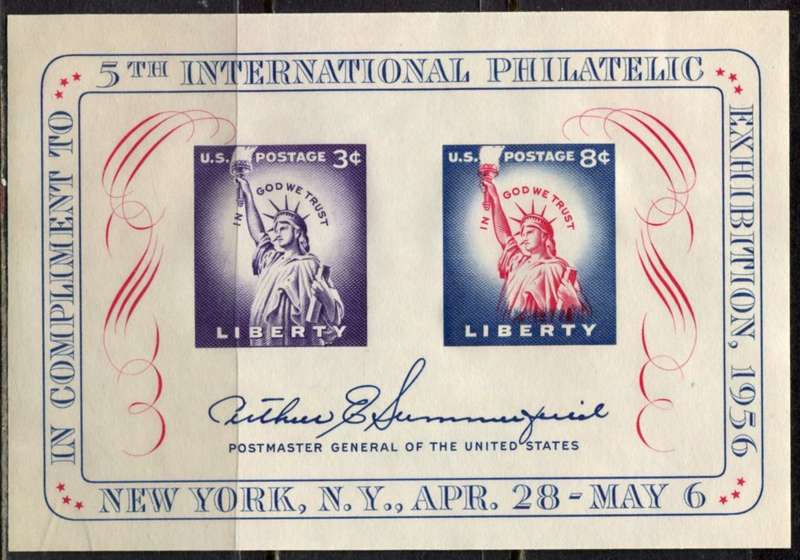 IN COMPLIMENT TO
5TH INTERNATIONAL PHILATELIC
EXHIBITION, 1956
U.S. POSTAGE 3¢
IN GOD WE TRUST
LIBERTY
U.S. POSTAGE 8¢
IN GOD WE TRUST
LIBERTY
Arthur E Summerfield
POSTMASTER GENERAL OF THE UNITED STATES
NEW YORK, N.Y., APR. 28-MAY 6